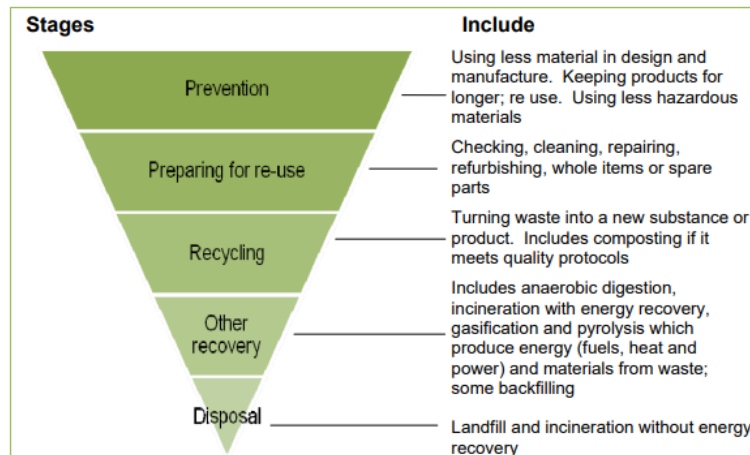 Stages
Include
Prevention
Using less material in design and
manufacture. Keeping products for
longer; re use. Using less hazardous
materials
Preparing for re-use
Checking, cleaning, repairing,
refurbishing, whole items or spare
parts
Recycling
Turning waste into a new substance or
product. Includes composting if it
meets quality protocols
Other
recovery
Includes anaerobic digestion,
incineration with energy recovery,
gasification and pyrolysis which
produce energy (fuels, heat and
power) and materials from waste;
some backfilling
Disposal
Landfill and incineration without energy
recovery